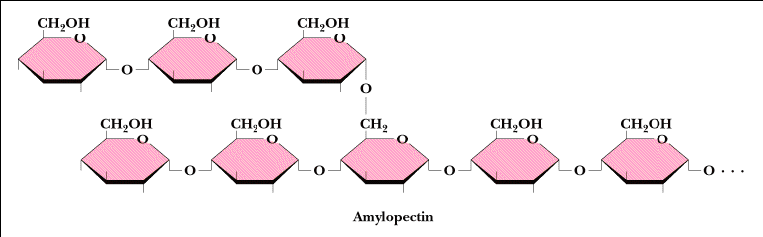 CH₂OH CH₂OH CH₂OH
O O O
O O
O
CH₂OH CH₂OH CH₂ CH₂OH CH₂OH
O O O O O
O O O O O · · ·
Amylopectin